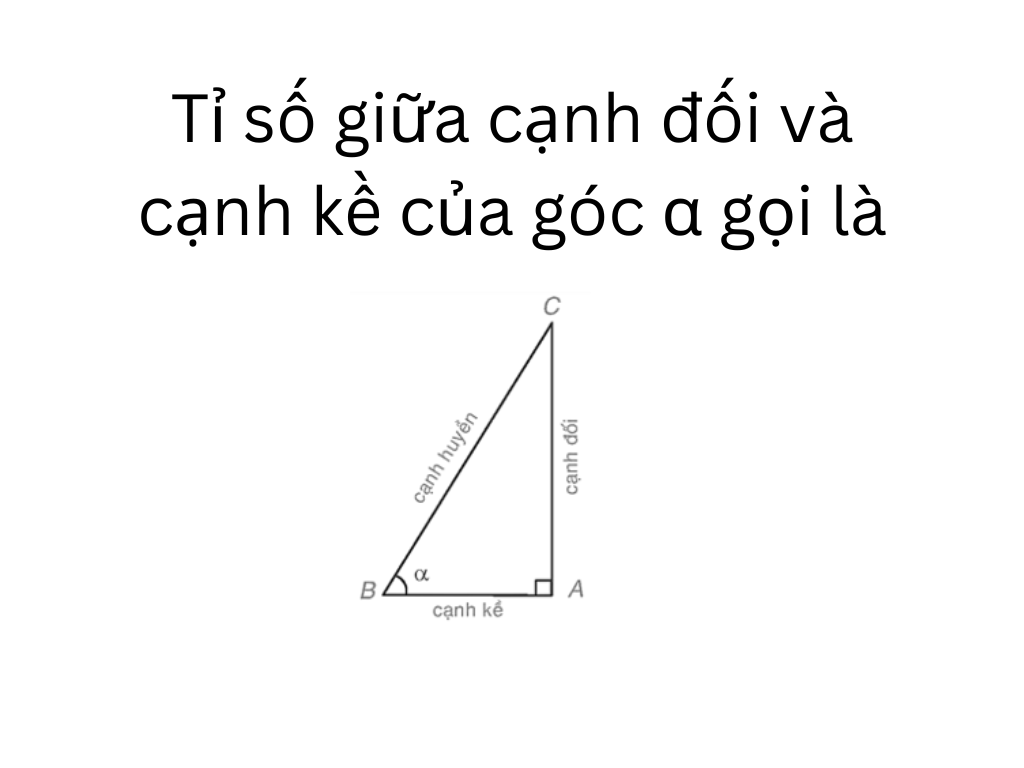 Tỉ số giữa cạnh đối và
cạnh kề của góc α gọi là
C
cạnh huyền
cạnh đối
B
α
A
cạnh kề